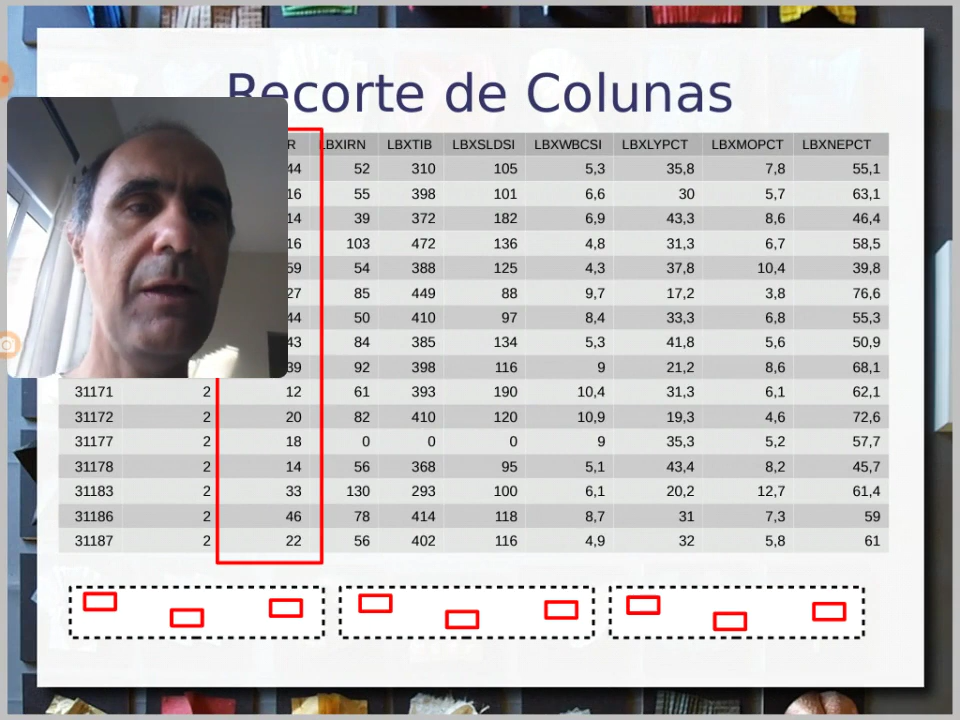 Recorte de Colunas
R LBXIRN LBXTIB LBXSLDSI LBXWBCSI LBXLYPCT LBXMOPCT LBXNEPCT
44 52 310 105 5,3 35,8 7,8 55,1
16 55 398 101 6,6 30 5,7 63,1
14 39 372 182 6,9 43,3 8,6 46,4
16 103 472 136 4,8 31,3 6,7 58,5
59 54 388 125 4,3 37,8 10,4 39,8
27 85 449 88 9,7 17,2 3,8 76,6
44 50 410 97 8,4 33,3 6,8 55,3
43 84 385 134 5,3 41,8 5,6 50,9
39 92 398 116 9 21,2 8,6 68,1
31171 2 12 61 393 190 10,4 31,3 6,1 62,1
31172 2 20 82 410 120 10,9 19,3 4,6 72,6
31177 2 18 0 0 0 9 35,3 5,2 57,7
31178 2 14 56 368 95 5,1 43,4 8,2 45,7
31183 2 33 130 293 100 6,1 20,2 12,7 61,4
31186 2 46 78 414 118 8,7 31 7,3 59
31187 2 22 56 402 116 4,9 32 5,8 61